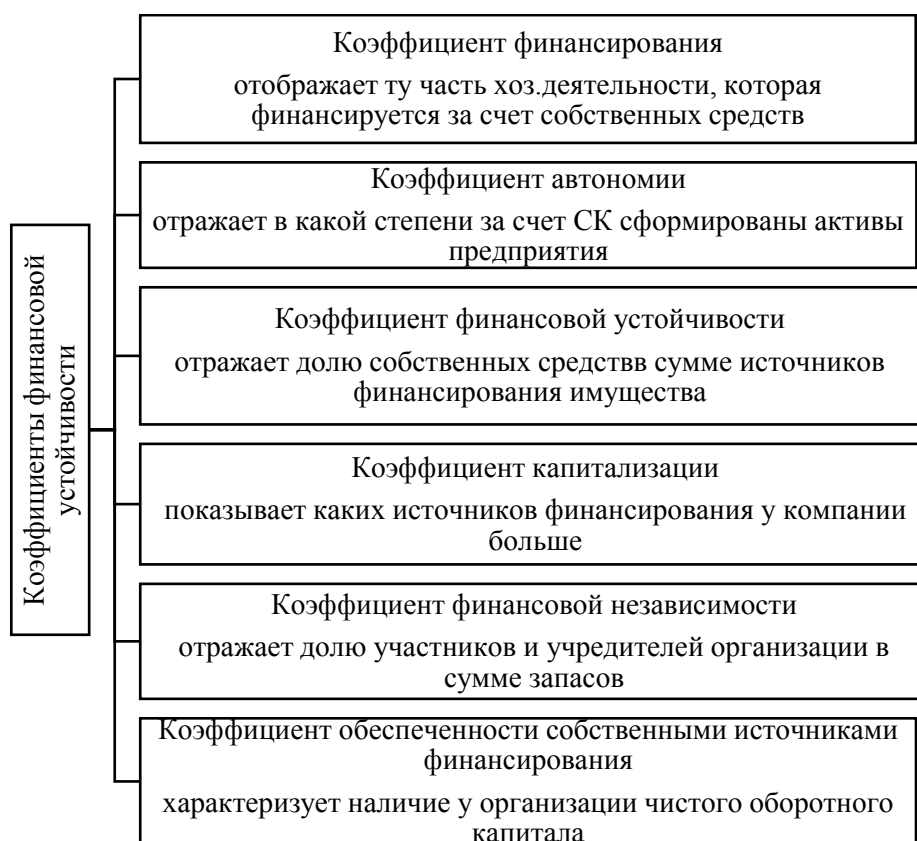 Коэффициенты финансовой
устойчивости
Коэффициент финансирования
отображает ту часть хоз.деятельности, которая
финансируется за счет собственных средств
Коэффициент автономии
отражает в какой степени за счет СК сформированы активы
предприятия
Коэффициент финансовой устойчивости
отражает долю собственных средствв сумме источников
финансирования имущества
Коэффициент капитализации
показывает каких источников финансирования у компании
больше
Коэффициент финансовой независимости
отражает долю участников и учредителей организации в
сумме запасов
Коэффициент обеспеченности собственными источниками
финансирования
характеризует наличие у организации чистого оборотного
капитала